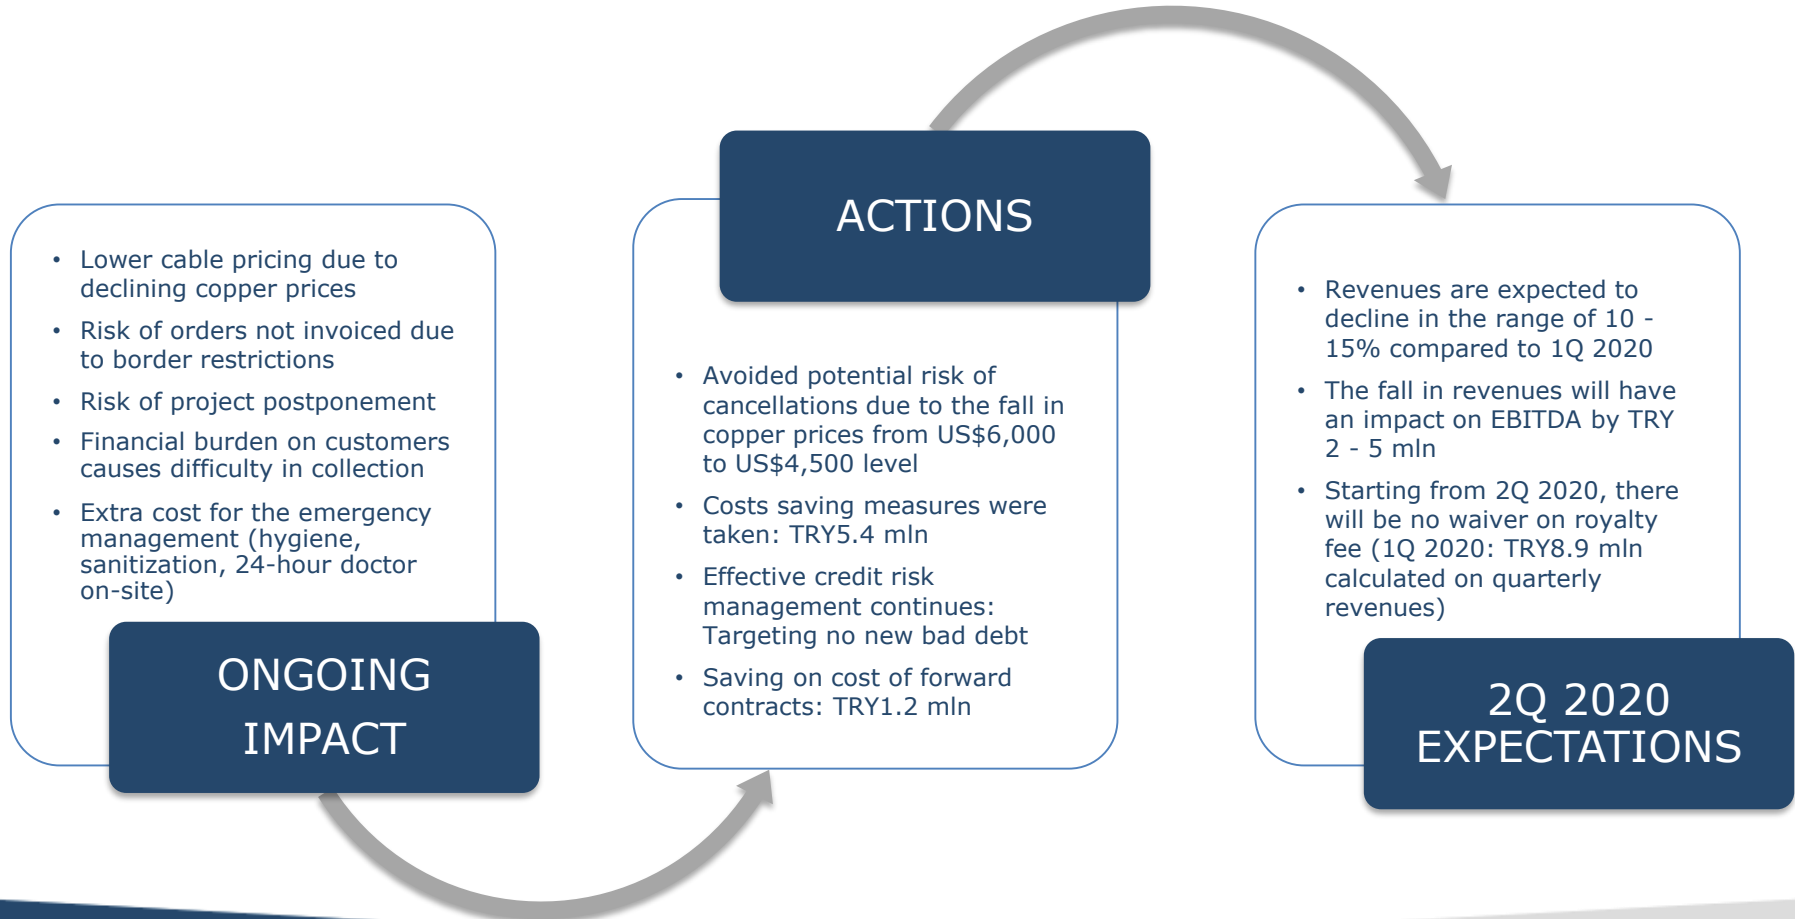 • Lower cable pricing due to
declining copper prices
• Risk of orders not invoiced due
to border restrictions
• Risk of project postponement
• Financial burden on customers
causes difficulty in collection
• Extra cost for the emergency
management (hygiene,
sanitization, 24-hour doctor
on-site)
ONGOING
IMPACT
ACTIONS
• Avoided potential risk of
cancellations due to the fall in
copper prices from US$6,000
to US$4,500 level
• Costs saving measures were
taken: TRY5.4 mln
• Effective credit risk
management continues:
Targeting no new bad debt
• Saving on cost of forward
contracts: TRY1.2 mln
• Revenues are expected to
decline in the range of 10 -
15% compared to 1Q 2020
• The fall in revenues will have
an impact on EBITDA by TRY
2 - 5 mln
• Starting from 2Q 2020, there
will be no waiver on royalty
fee (1Q 2020: TRY8.9 mln
calculated on quarterly
revenues)
2Q 2020
EXPECTATIONS